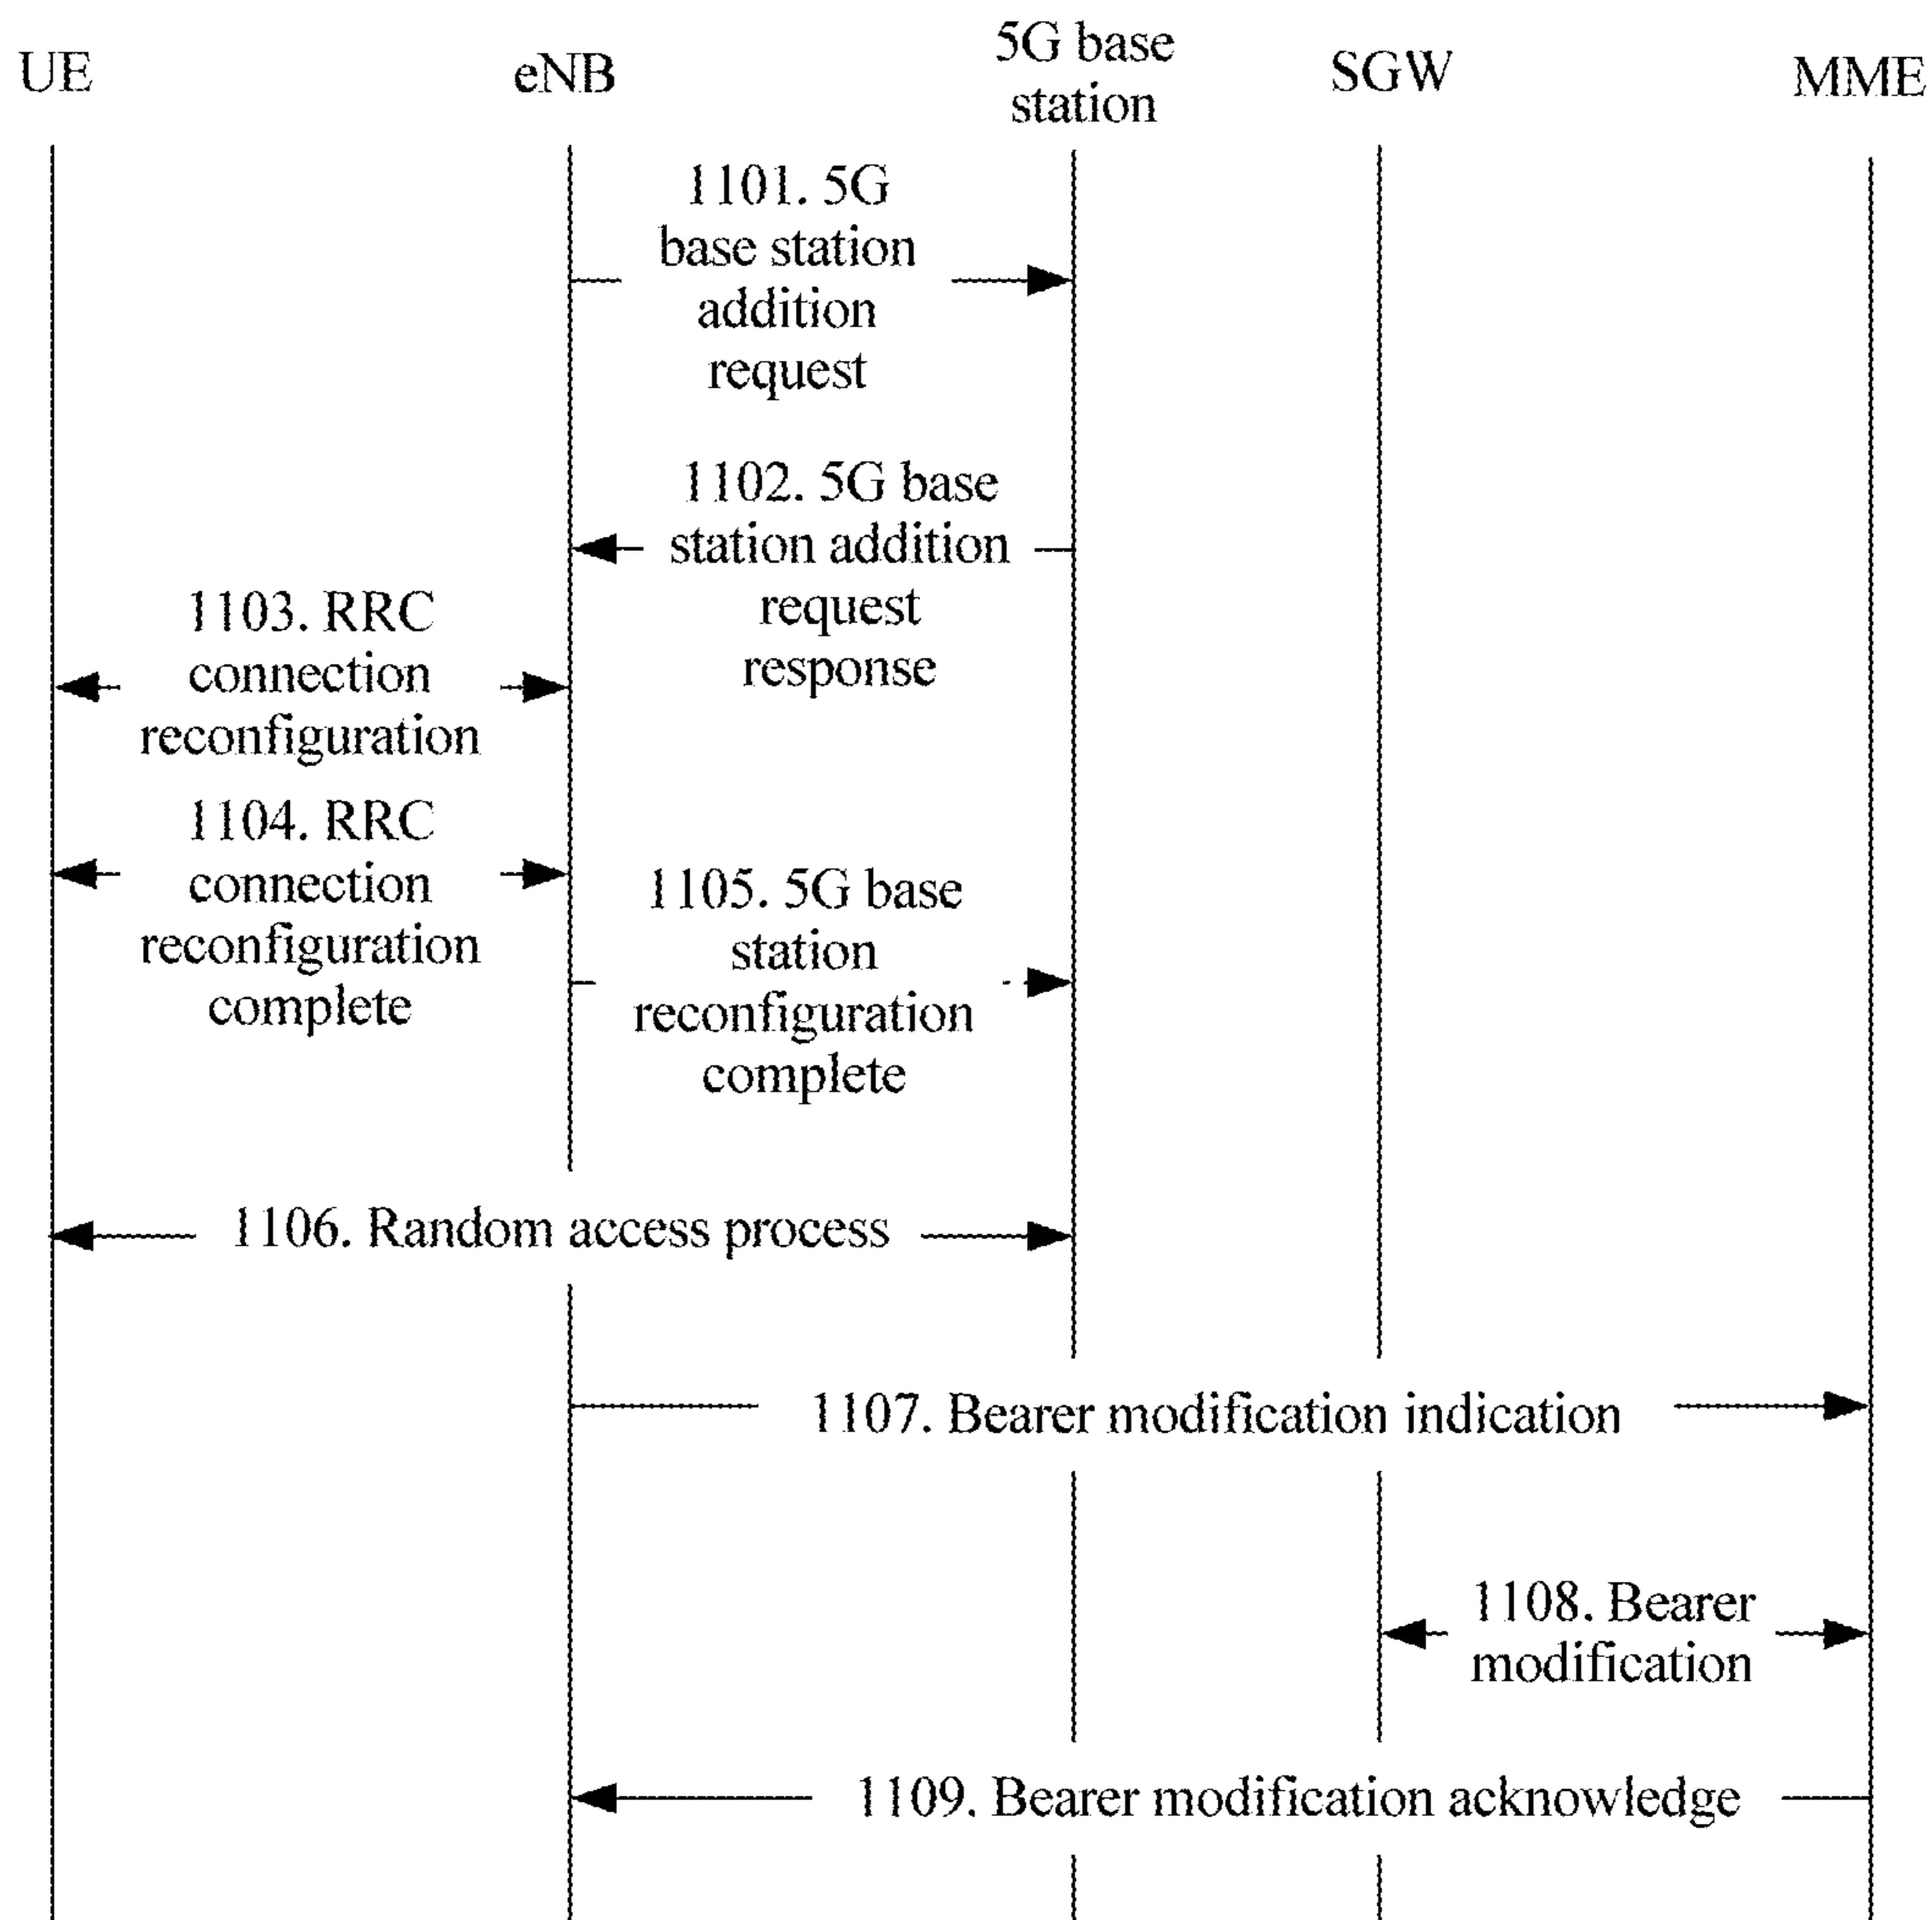 UE
eNB
5G base
station
SGW
MME
1101. 5G
base station
addition
request
1102. 5G base
station addition
request
response
1103. RRC
connection
reconfiguration
1104. RRC
connection
reconfiguration
complete
1105. 5G base
station
reconfiguration
complete
1106. Random access process
1107. Bearer modification indication
1108. Bearer
modification
1109. Bearer modification acknowledge